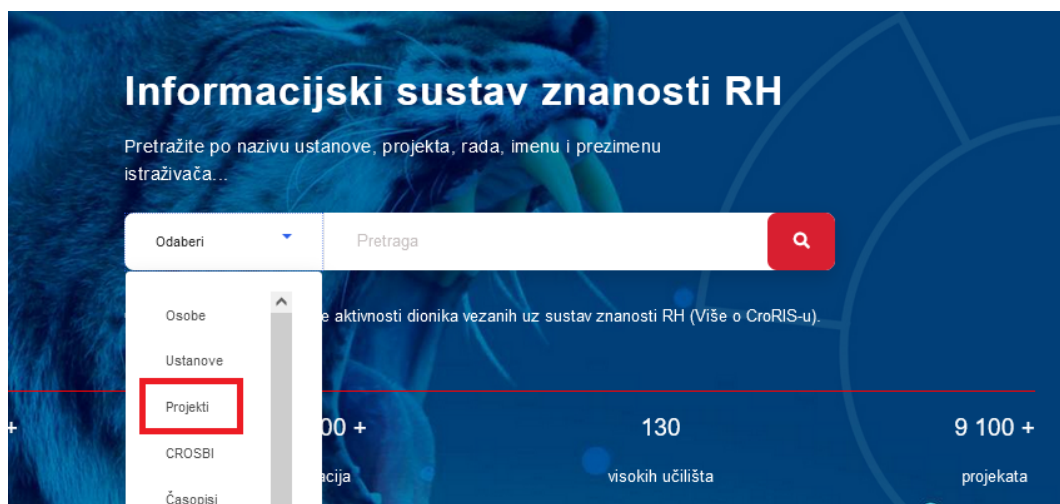 Informacijski sustav znanosti RH
Pretražite po nazivu ustanove, projekta, rada, imenu i prezimenu
istraživača...
Odaberi
Pretraga
Osobe
e aktivnosti dionika vezanih uz sustav znanosti RH (Više o CroRIS-u).
Ustanove
Projekti
+
00 +
130
9 100 +
CROSBI
acija
visokih učilišta
projekata
Časopisi